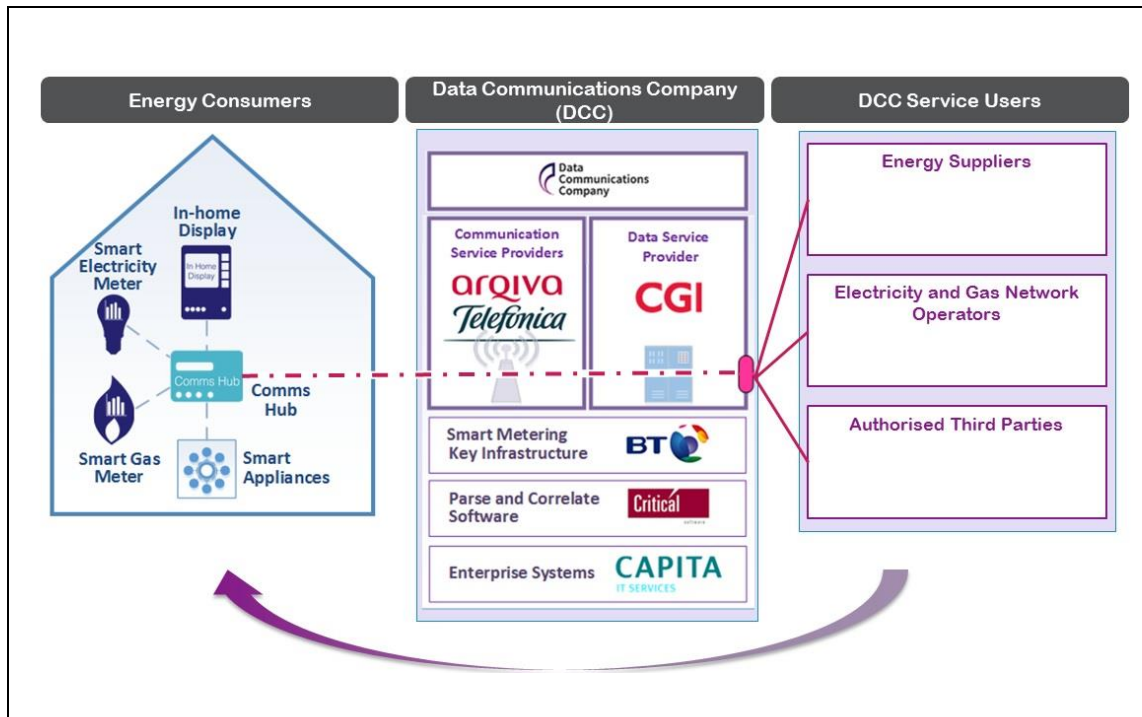 Energy Consumers
Data Communications Company
(DCC)
DCC Service Users
In-home
Display
Smart
Electricity
Meter
In Home
Display
Comms Hub
Comms
Hub
Smart Gas
Meter
Smart
Appliances
Data
Communications
Company
Communication
Service Providers
arqiva
Telefónica
Data Service
Provider
CGI
Smart Metering
Key Infrastructure
BT
Parse and Correlate
Software
Critical
software
Enterprise Systems
CAPITA
IT SERVICES
Energy Suppliers
Electricity and Gas Network
Operators
Authorised Third Parties